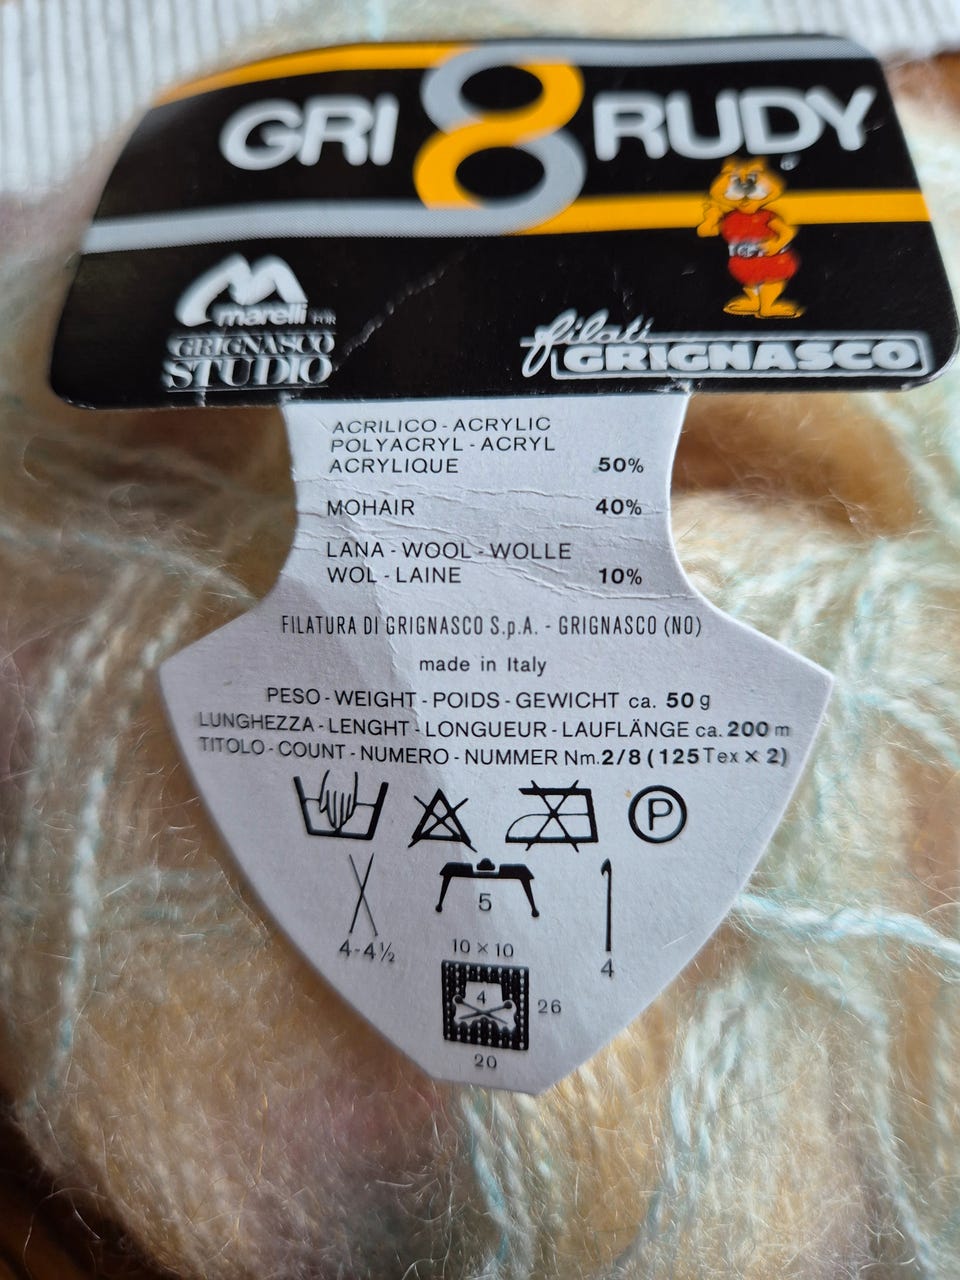 GRI 8 RUDY
®
marelli FOR
GRIGNASCO
STUDIO
filati
GRIGNASCO
ACRILICO - ACRYLIC
POLYACRYL - ACRYL
ACRYLIQUE 50%
MOHAIR 40%
LANA - WOOL - WOLLE
WOL - LAINE 10%
FILATURA DI GRIGNASCO S.p.A. - GRIGNASCO (NO)
made in Italy
PESO - WEIGHT - POIDS - GEWICHT ca. 50 g
LUNGHEZZA - LENGHT - LONGUEUR - LAUFLÄNGE ca. 200 m
TITOLO - COUNT - NUMERO - NUMMER Nm. 2/8 (125 Tex x 2)
P
4-4½
5
4
10 x 10
4
26
20